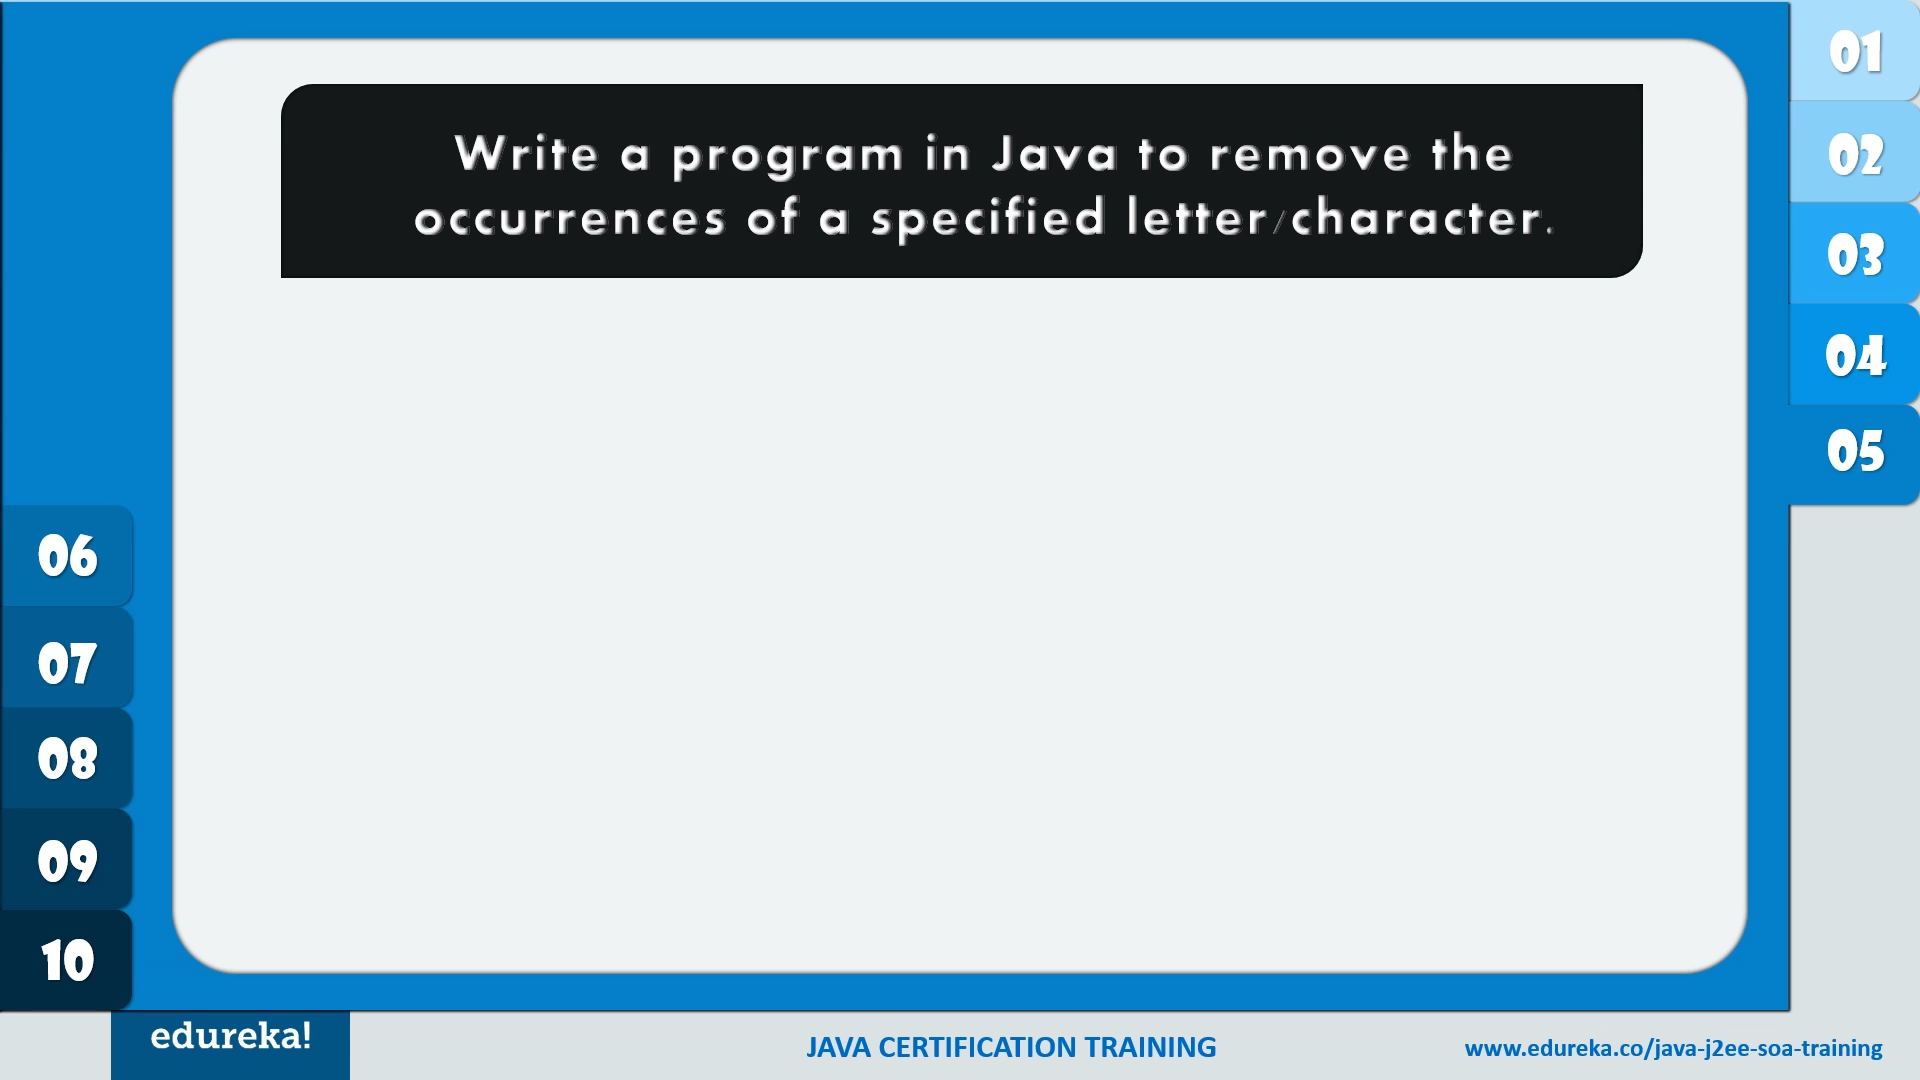 Write a program in Java to remove the
occurrences of a specified letter/character.
01
02
03
04
05
06
07
08
09
10
edureka!
JAVA CERTIFICATION TRAINING
www.edureka.co/java-j2ee-soa-training